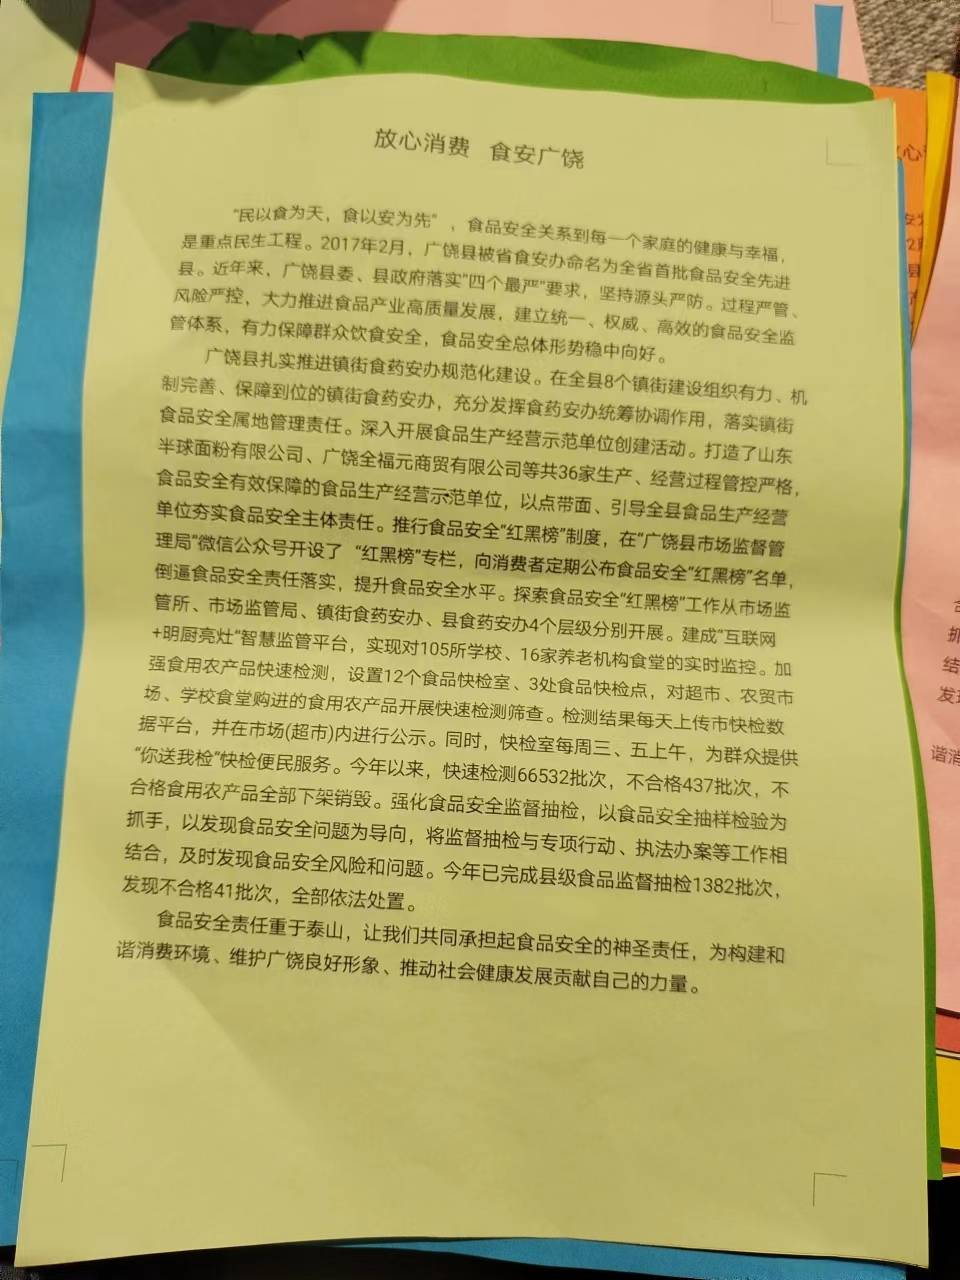 放心消费 食安广饶
“民以食为天，食以安为先”，食品安全关系到每一个家庭的健康与幸福，
是重点民生工程。2017年2月，广饶县被省食安办命名为全省首批食品安全先进
县。近年来，广饶县委、县政府落实“四个最严”要求，坚持源头严防。过程严管、
风险严控，大力推进食品产业高质量发展，建立统一、权威、高效的食品安全监
管体系，有力保障群众饮食安全，食品安全总体形势稳中向好。
广饶县扎实推进镇街食药安办规范化建设。在全县8个镇街建设组织有力、机
制完善、保障到位的镇街食药安办，充分发挥食药安办统筹协调作用，落实镇街
食品安全属地管理责任。深入开展食品生产经营示范单位创建活动。打造了山东
半球面粉有限公司、广饶全福元商贸有限公司等共36家生产、经营过程管控严格，
食品安全有效保障的食品生产经营示范单位，以点带面、引导全县食品生产经营
单位夯实食品安全主体责任。推行食品安全“红黑榜”制度，在“广饶县市场监督管
理局”微信公众号开设了 “红黑榜”专栏，向消费者定期公布食品安全“红黑榜”名单，
倒逼食品安全责任落实，提升食品安全水平。探索食品安全“红黑榜”工作从市场监
管所、市场监管局、镇街食药安办、县食药安办4个层级分别开展。建成“互联网
+明厨亮灶”智慧监管平台，实现对105所学校、16家养老机构食堂的实时监控。加
强食用农产品快速检测，设置12个食品快检室、3处食品快检点，对超市、农贸市
场、学校食堂购进的食用农产品开展快速检测筛查。检测结果每天上传市快检数
据平台，并在市场(超市)内进行公示。同时，快检室每周三、五上午，为群众提供
“你送我检”快检便民服务。今年以来，快速检测66532批次，不合格437批次，不
合格食用农产品全部下架销毁。强化食品安全监督抽检，以食品安全抽样检验为
抓手，以发现食品安全问题为导向，将监督抽检与专项行动、执法办案等工作相
结合，及时发现食品安全风险和问题。今年已完成县级食品监督抽检1382批次，
发现不合格41批次，全部依法处置。
食品安全责任重于泰山，让我们共同承担起食品安全的神圣责任，为构建和
谐消费环境、维护广饶良好形象、推动社会健康发展贡献自己的力量。